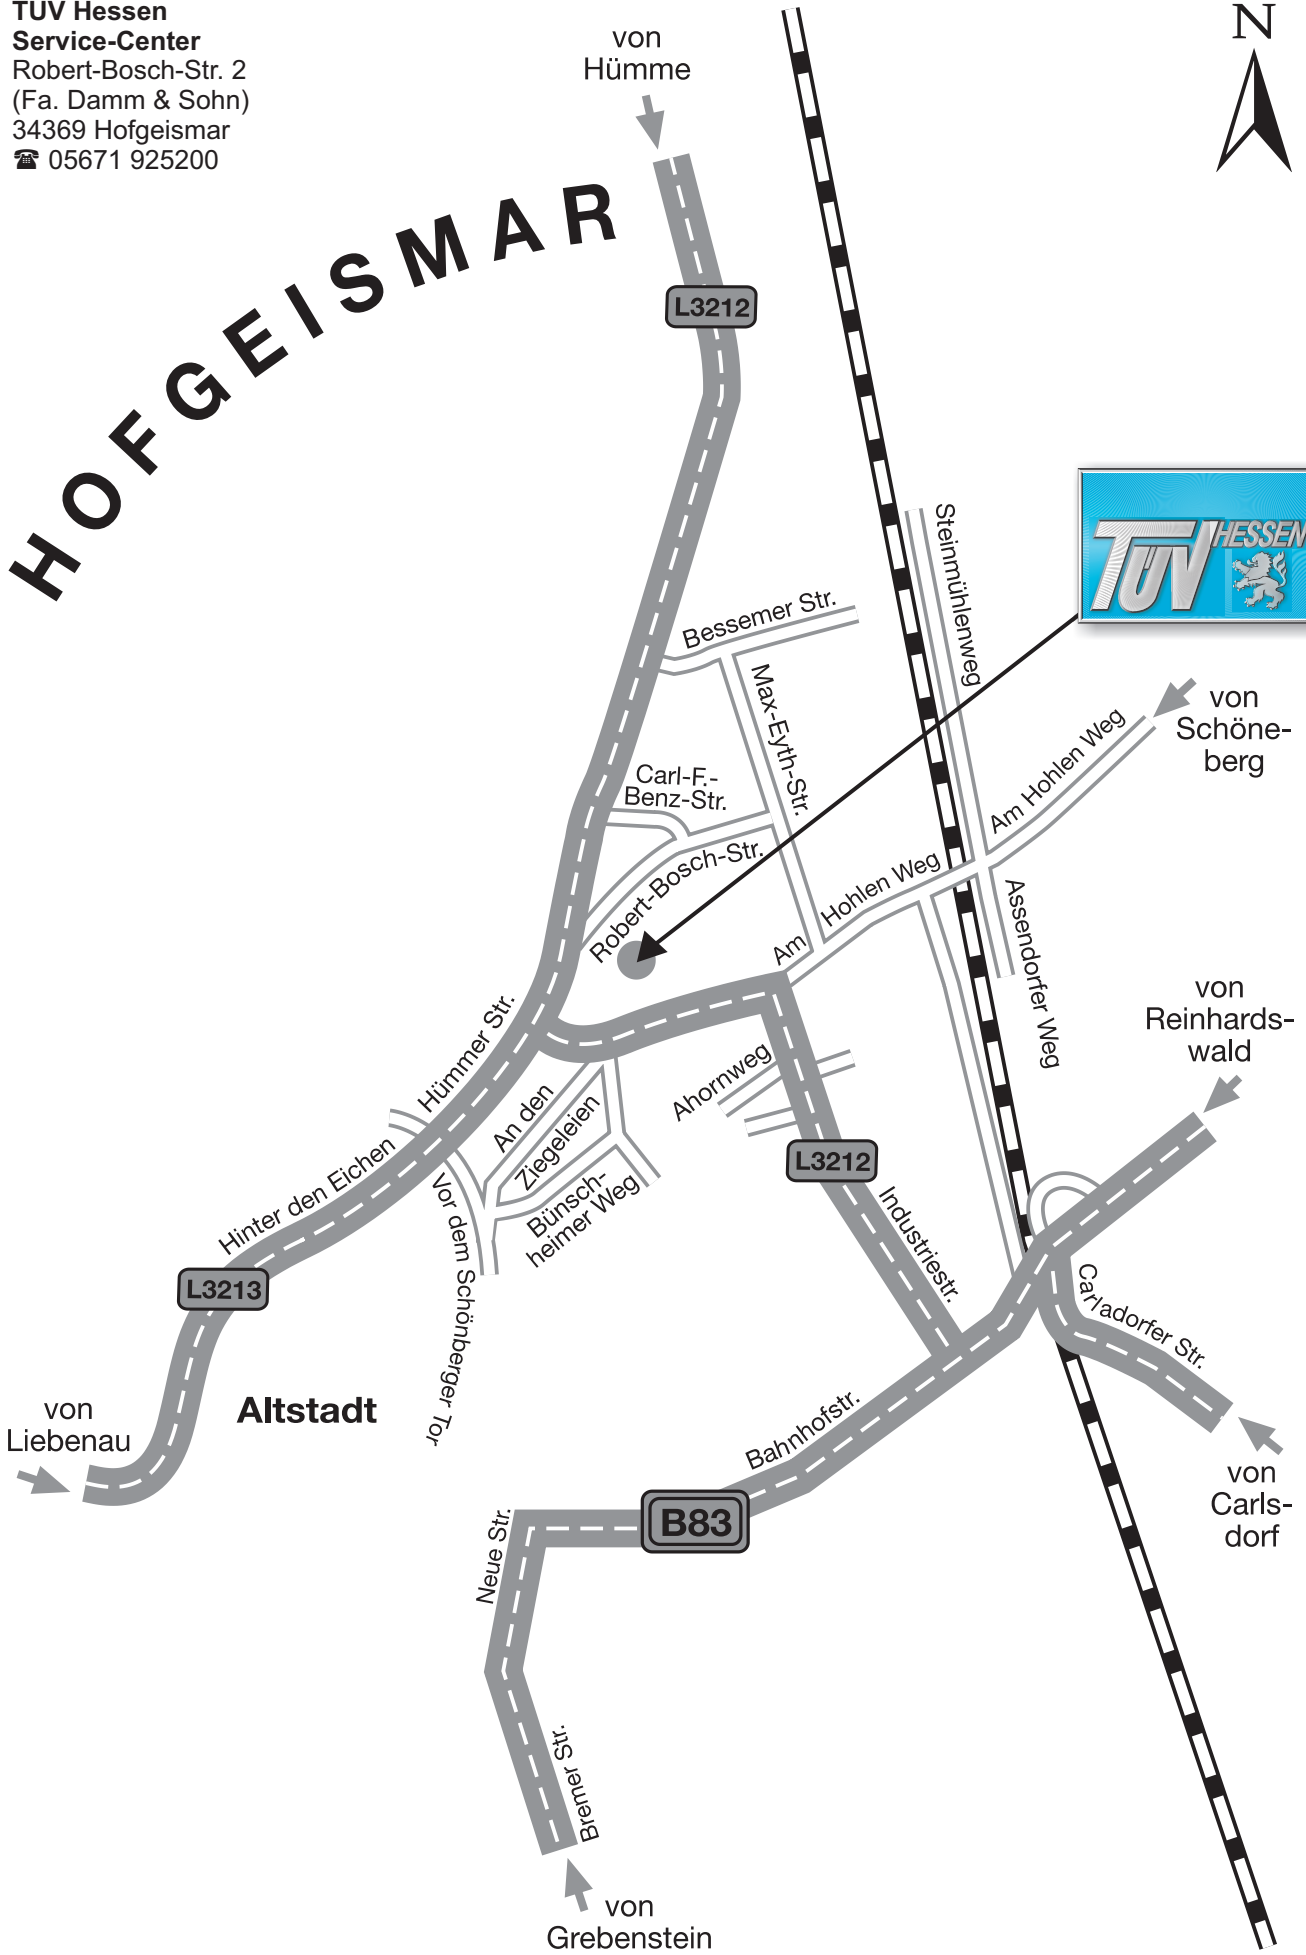 TÜV Hessen
Service-Center
Robert-Bosch-Str. 2
(Fa. Damm & Sohn)
34369 Hofgeismar
☎ 05671 925200
N
von
Hümme
HOFGEISMAR
L3212
TÜV HESSEN
Steinmühlenweg
Bessemer Str.
Max-Eyth-Str.
von
Schöne-
berg
Carl-F.-
Benz-Str.
Am Hohlen Weg
Robert-Bosch-Str.
Am Hohlen Weg
Assendorfer Weg
von
Reinhards-
wald
Hümmer Str.
Ahornweg
An den
Ziegeleien
Hinter den Eichen
L3212
Bünsch-
heimer Weg
Vor dem Schönberger Tor
Industriestr.
L3213
Carladorfer Str.
Altstadt
von
Liebenau
Bahnhofstr.
von
Carls-
dorf
B83
Neue Str.
Bremer Str.
von
Grebenstein